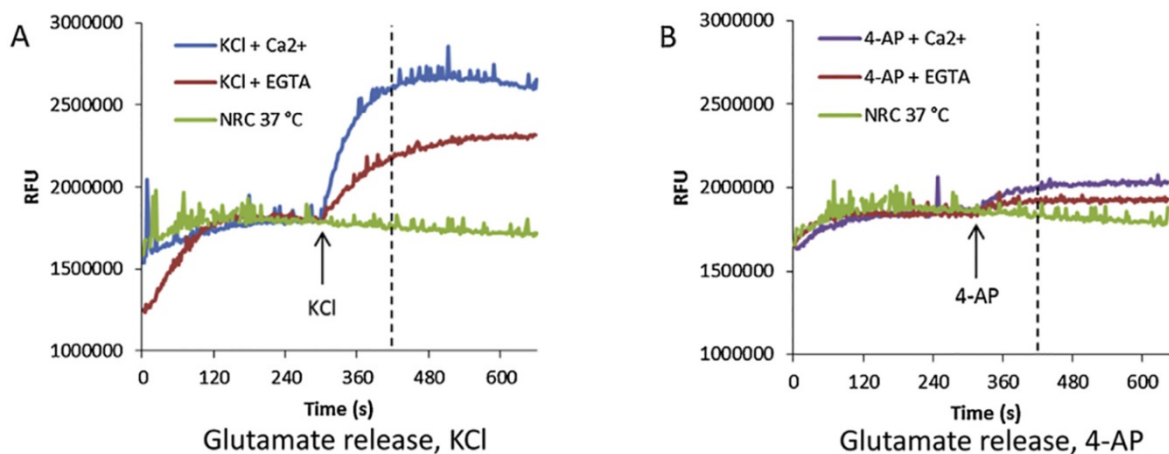 A
KCl + Ca2+
KCl + EGTA
NRC 37 °C
3000000
2500000
2000000
1500000
1000000
RFU
KCl
0 120 240 360 480 600
Time (s)
Glutamate release, KCl
B
4-AP + Ca2+
4-AP + EGTA
NRC 37 °C
3000000
2500000
2000000
1500000
1000000
RFU
4-AP
0 120 240 360 480 600
Time (s)
Glutamate release, 4-AP